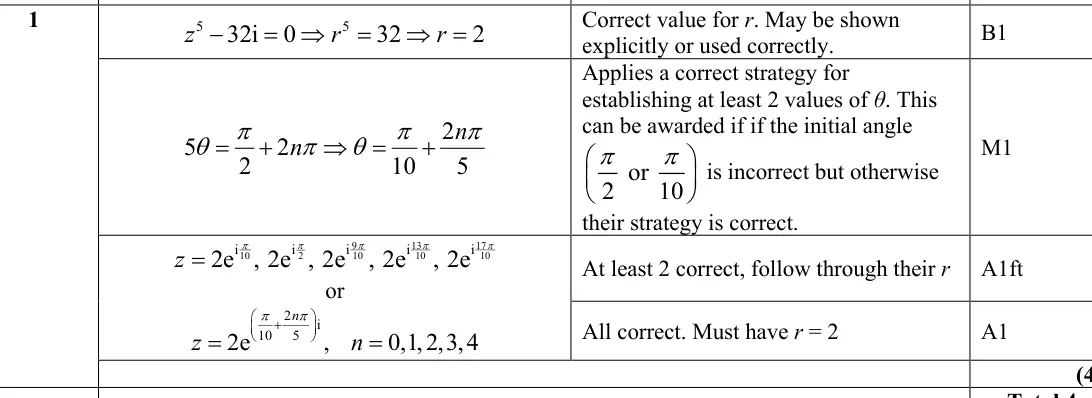 1
z⁵ − 32i = 0 ⇒ r⁵ = 32 ⇒ r = 2
Correct value for r. May be shown
explicitly or used correctly.
B1
5θ = π/2 + 2nπ ⇒ θ = π/10 + 2nπ/5
Applies a correct strategy for
establishing at least 2 values of θ. This
can be awarded if if the initial angle
(π/2 or π/10) is incorrect but otherwise
their strategy is correct.
M1
z = 2e^(iπ/10), 2e^(iπ/2), 2e^(i9π/10), 2e^(i13π/10), 2e^(i17π/10)
or
z = 2e^((π/10 + 2nπ/5)i), n = 0,1,2,3,4
At least 2 correct, follow through their r
A1ft
All correct. Must have r = 2
A1
(4